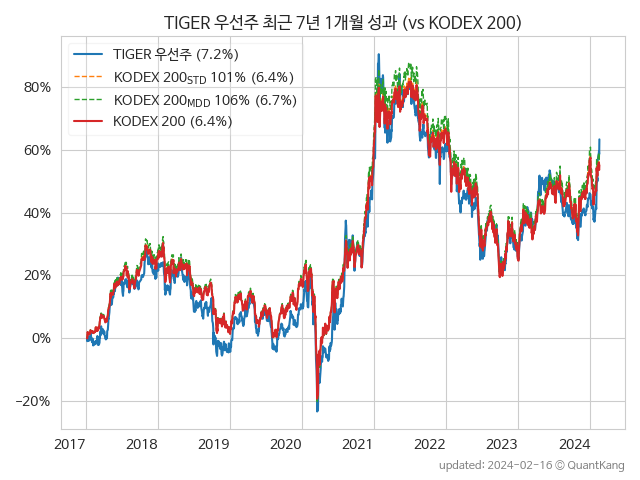 TIGER 우선주 최근 7년 1개월 성과 (vs KODEX 200)
TIGER 우선주 (7.2%)
KODEX 200STD 101% (6.4%)
KODEX 200MDD 106% (6.7%)
KODEX 200 (6.4%)
80%
60%
40%
20%
0%
−20%
2017 2018 2019 2020 2021 2022 2023 2024
updated: 2024-02-16 © QuantKang